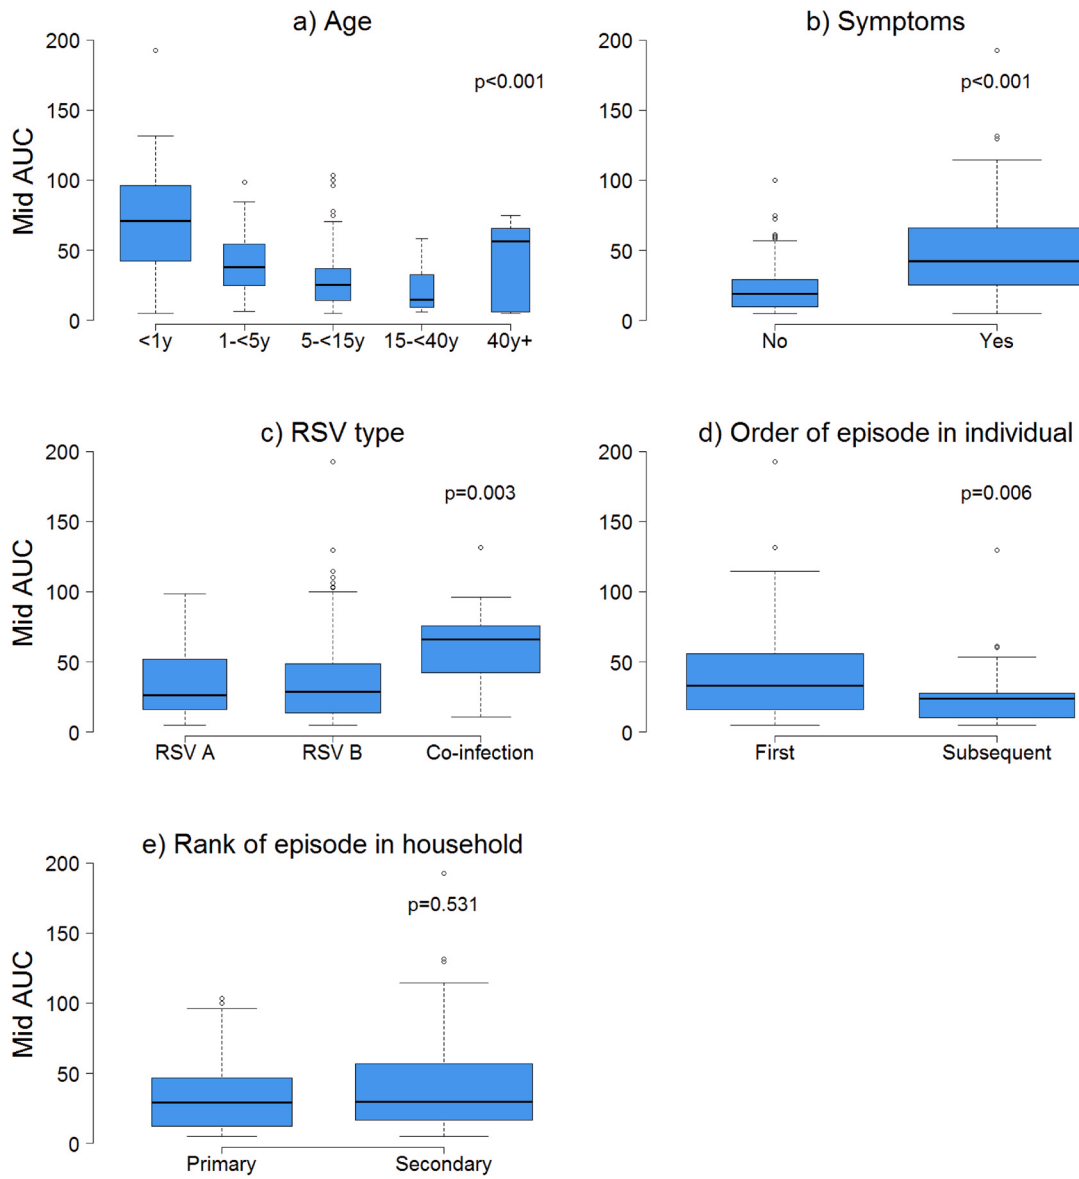 a) Age
200
150
100
50
0
Mid AUC
p<0.001
<1y 1-<5y 5-<15y 15-<40y 40y+
b) Symptoms
200
150
100
50
0
p<0.001
No Yes
c) RSV type
200
150
100
50
0
Mid AUC
p=0.003
RSV A RSV B Co-infection
d) Order of episode in individual
200
150
100
50
0
p=0.006
First Subsequent
e) Rank of episode in household
200
150
100
50
0
Mid AUC
p=0.531
Primary Secondary